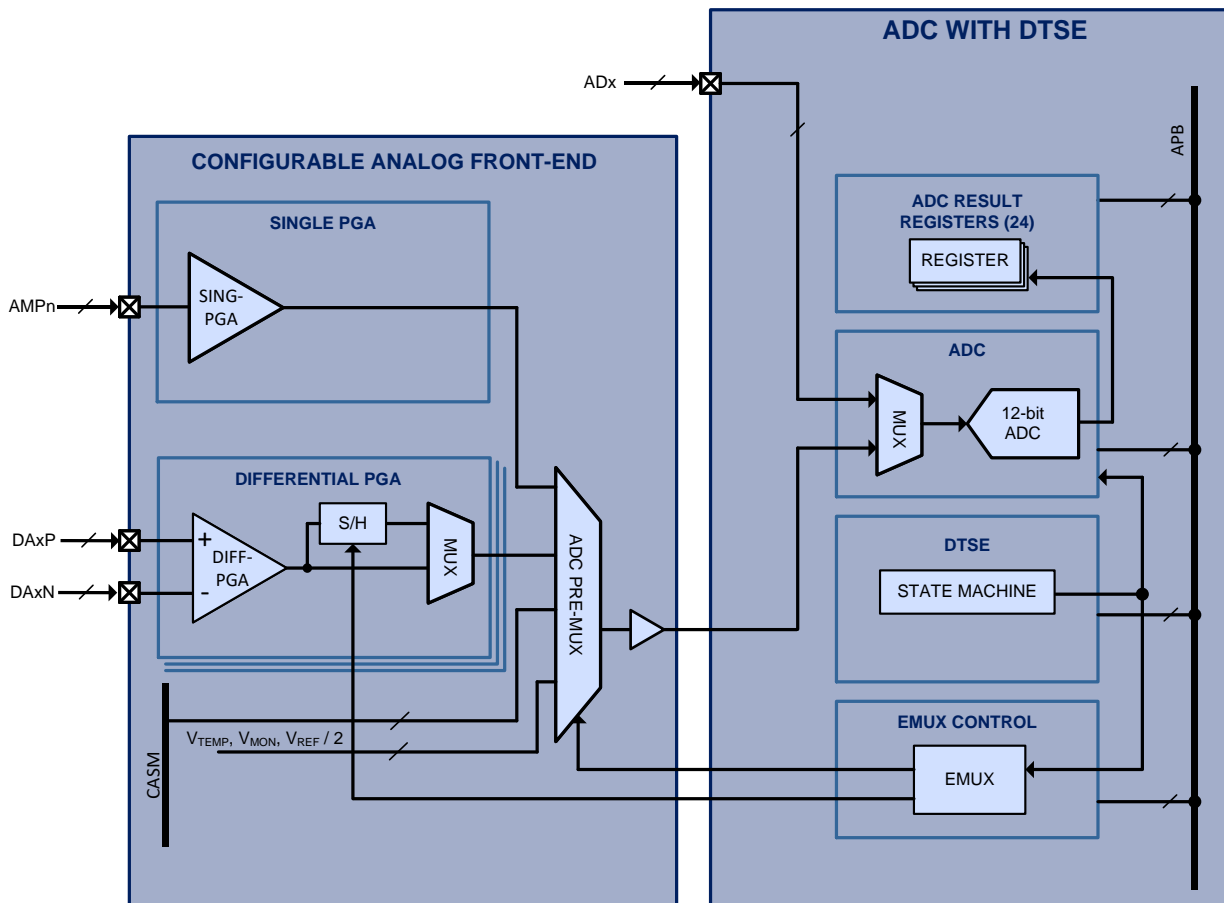 ADC WITH DTSE
ADx
APB
CONFIGURABLE ANALOG FRONT-END
SINGLE PGA
ADC RESULT
REGISTERS (24)
REGISTER
AMPn
SING-
PGA
ADC
MUX
12-bit
ADC
DIFFERENTIAL PGA
S/H
MUX
DAxP
+
DIFF-
PGA
-
DAxN
ADC PRE-MUX
DTSE
STATE MACHINE
CASM
VTEMP, VMON, VREF / 2
EMUX CONTROL
EMUX